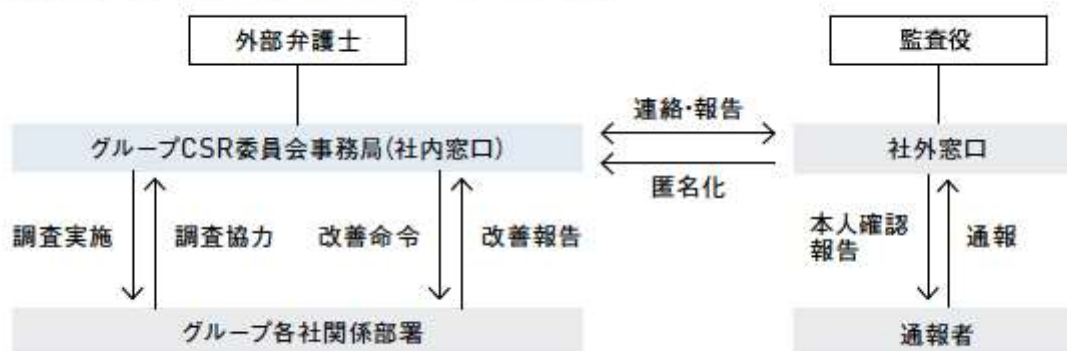 外部弁護士
監査役
連絡・報告
グループCSR委員会事務局(社内窓口)
社外窓口
匿名化
調査実施
調査協力
改善命令
改善報告
本人確認
報告
通報
グループ各社関係部署
通報者